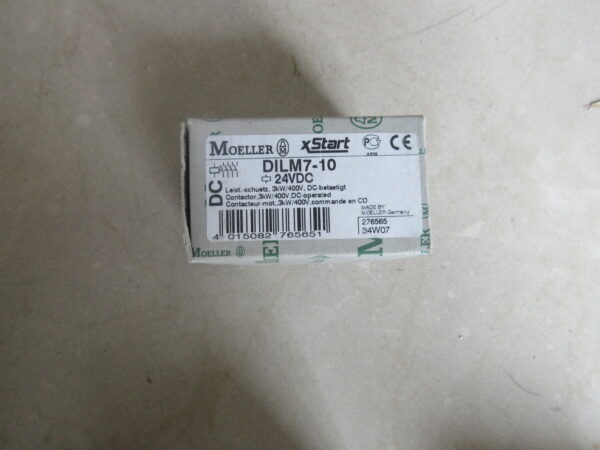 MOELLER xStart
DILM7-10
24VDC
DC
Leist.-schuetz, 3kW/400V, DC-betaetigt
Contactor,3kW/400V,DC-operated
Contacteur-mot.,3kW/400V,commande en CD
MADE BY
MOELLER,Germany
276565
34W07
4 015082 765651
MOELLER